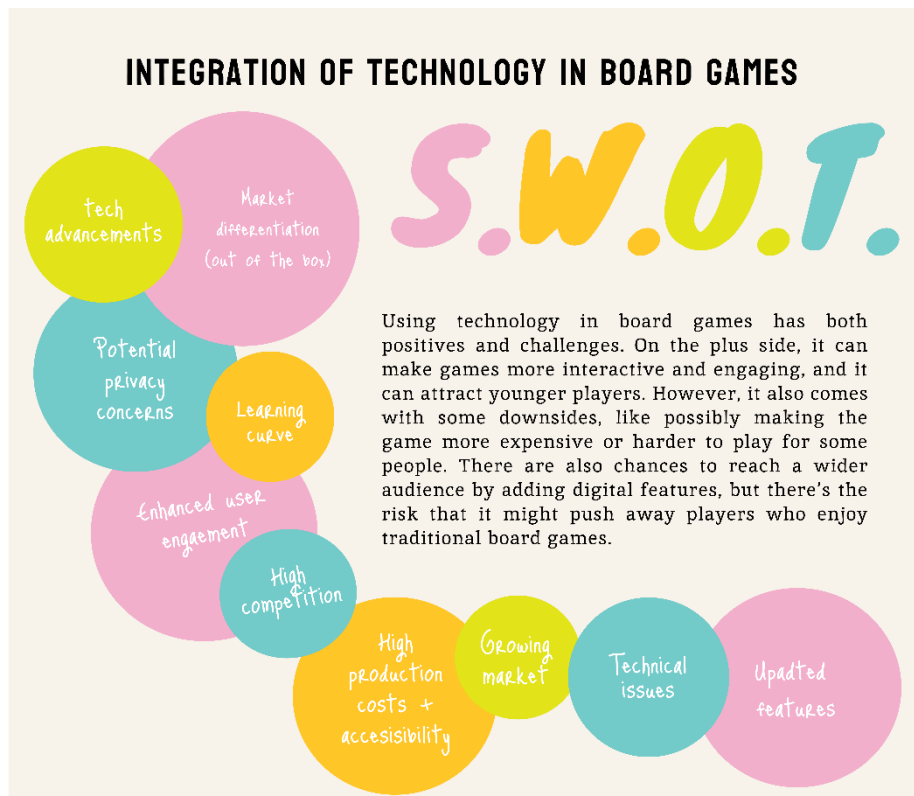 INTEGRATION OF TECHNOLOGY IN BOARD GAMES
S.W.O.T.
tech
advancements
Market
differentiation
(out of the box)
Potential
privacy
concerns
Learning
curve
Enhanced user
engaement
High
competition
Using technology in board games has both
positives and challenges. On the plus side, it can
make games more interactive and engaging, and it
can attract younger players. However, it also comes
with some downsides, like possibly making the
game more expensive or harder to play for some
people. There are also chances to reach a wider
audience by adding digital features, but there's the
risk that it might push away players who enjoy
traditional board games.
High
production
costs +
accesisibility
Growing
market
Technical
issues
Upadted
features